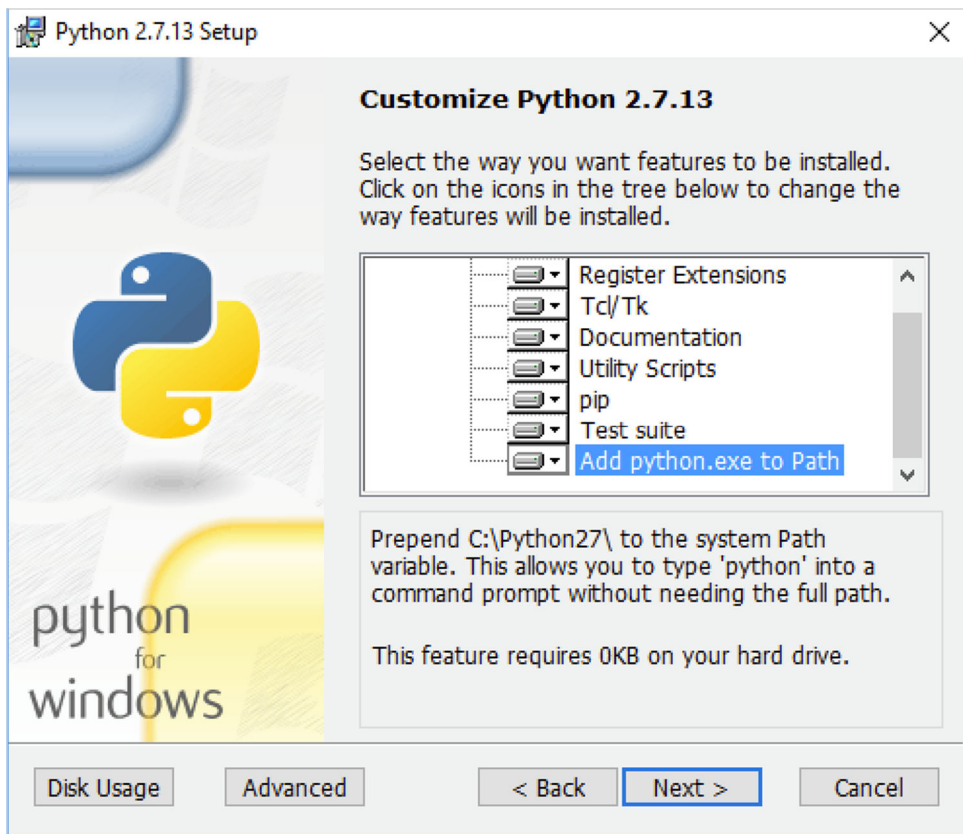 Python 2.7.13 Setup
Customize Python 2.7.13
Select the way you want features to be installed.
Click on the icons in the tree below to change the
way features will be installed.
Register Extensions
Tcl/Tk
Documentation
Utility Scripts
pip
Test suite
Add python.exe to Path
Prepend C:\Python27\ to the system Path
variable. This allows you to type 'python' into a
command prompt without needing the full path.
This feature requires 0KB on your hard drive.
python
for
windows
Disk Usage
Advanced
< Back
Next >
Cancel